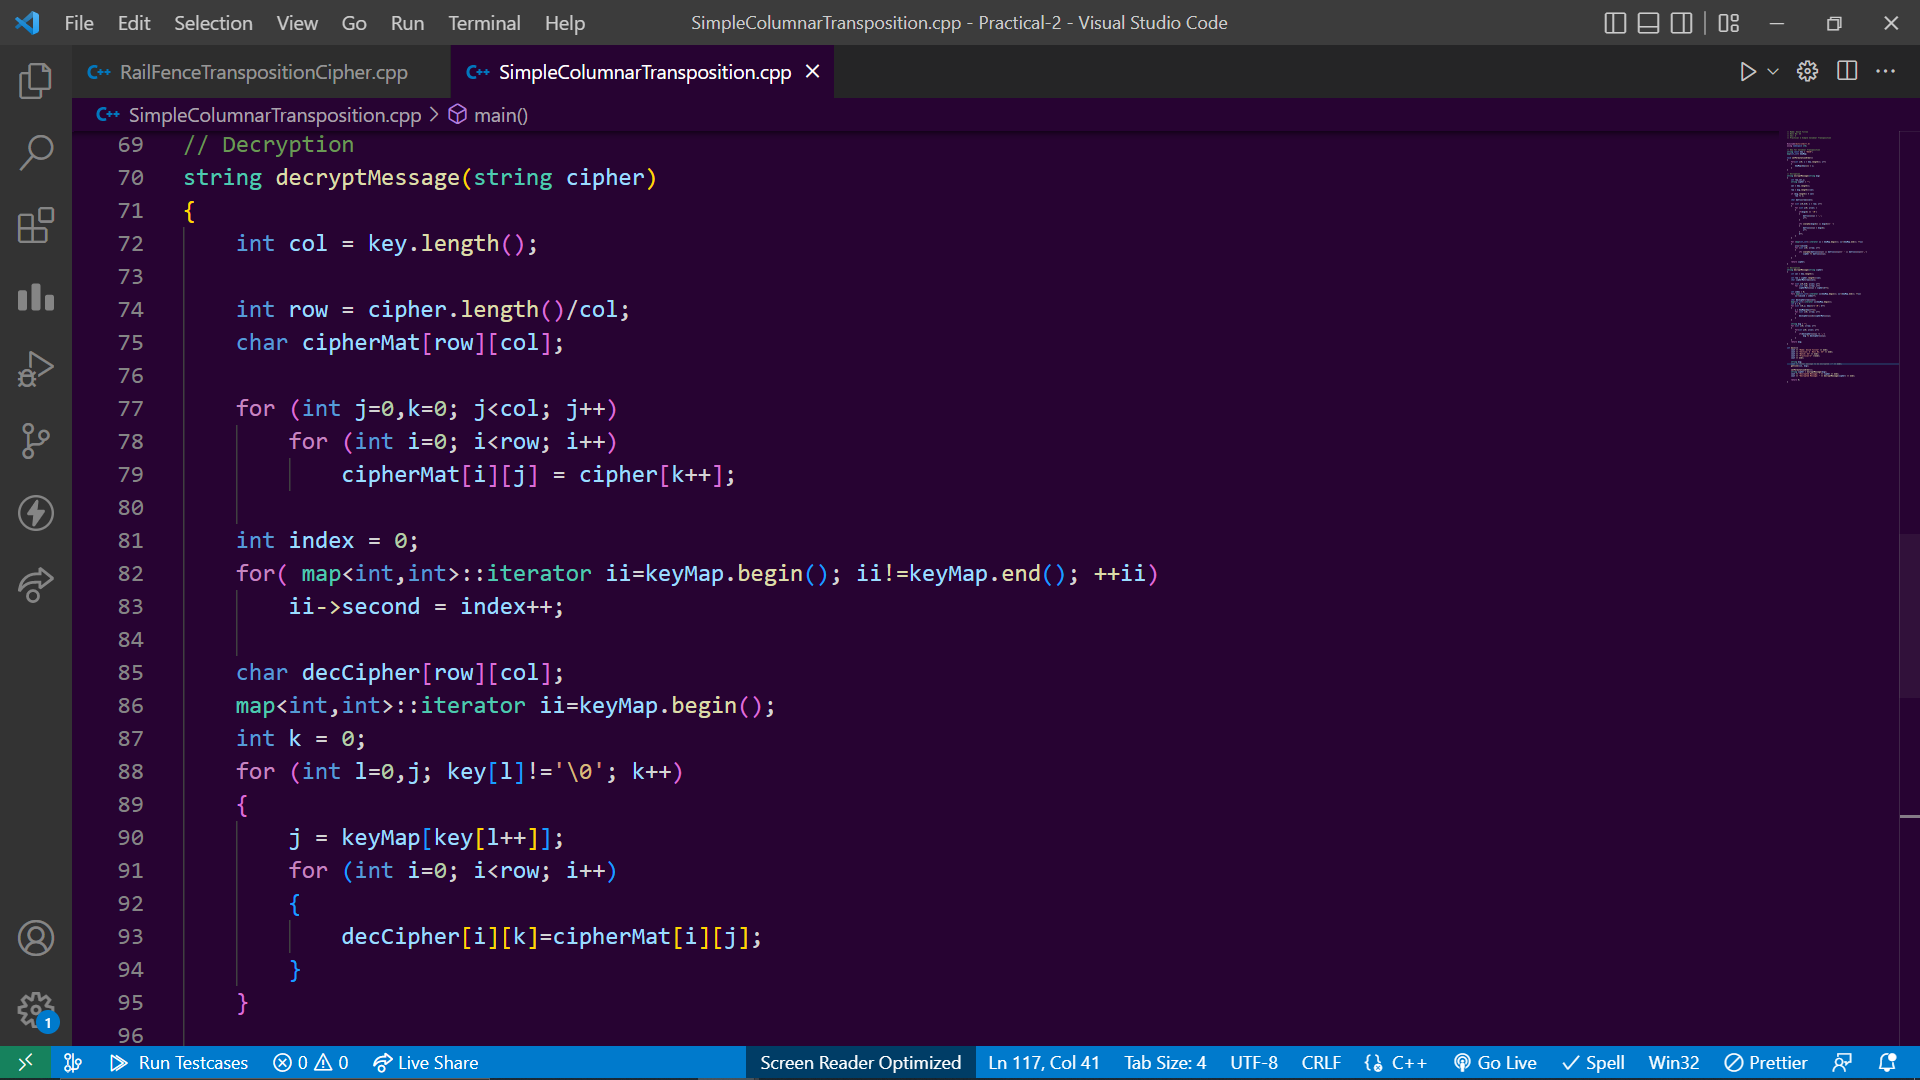 File Edit Selection View Go Run Terminal Help SimpleColumnarTransposition.cpp - Practical-2 - Visual Studio Code
C++ RailFenceTranspositionCipher.cpp C++ SimpleColumnarTransposition.cpp
C++ SimpleColumnarTransposition.cpp > main()
69 // Decryption
70 string decryptMessage(string cipher)
71 {
72 int col = key.length();
73
74 int row = cipher.length()/col;
75 char cipherMat[row][col];
76
77 for (int j=0,k=0; j<col; j++)
78 for (int i=0; i<row; i++)
79 cipherMat[i][j] = cipher[k++];
80
81 int index = 0;
82 for( map<int,int>::iterator ii=keyMap.begin(); ii!=keyMap.end(); ++ii)
83 ii->second = index++;
84
85 char decCipher[row][col];
86 map<int,int>::iterator ii=keyMap.begin();
87 int k = 0;
88 for (int l=0,j; key[l]!='\0'; k++)
89 {
90 j = keyMap[key[l++]];
91 for (int i=0; i<row; i++)
92 {
93 decCipher[i][k]=cipherMat[i][j];
94 }
95 }
96
1
Run Testcases 0 0 Live Share Screen Reader Optimized Ln 117, Col 41 Tab Size: 4 UTF-8 CRLF C++ Go Live Spell Win32 Prettier